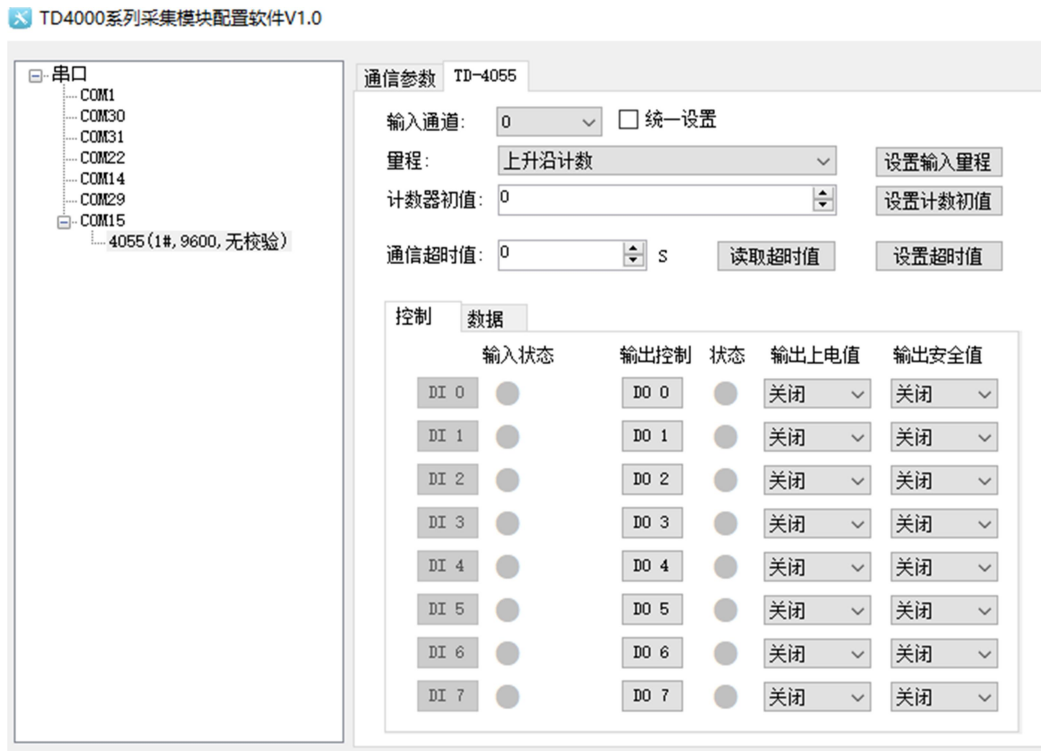 TD4000系列采集模块配置软件V1.0
串口
COM1
COM30
COM31
COM22
COM14
COM29
COM15
4055(1#,9600,无校验)
通信参数 TD-4055
输入通道: 0 统一设置
量程: 上升沿计数 设置输入量程
计数器初值: 0 设置计数初值
通信超时值: 0 S 读取超时值 设置超时值
控制 数据
输入状态 输出控制 状态 输出上电值 输出安全值
DI 0 DO 0 关闭 关闭
DI 1 DO 1 关闭 关闭
DI 2 DO 2 关闭 关闭
DI 3 DO 3 关闭 关闭
DI 4 DO 4 关闭 关闭
DI 5 DO 5 关闭 关闭
DI 6 DO 6 关闭 关闭
DI 7 DO 7 关闭 关闭